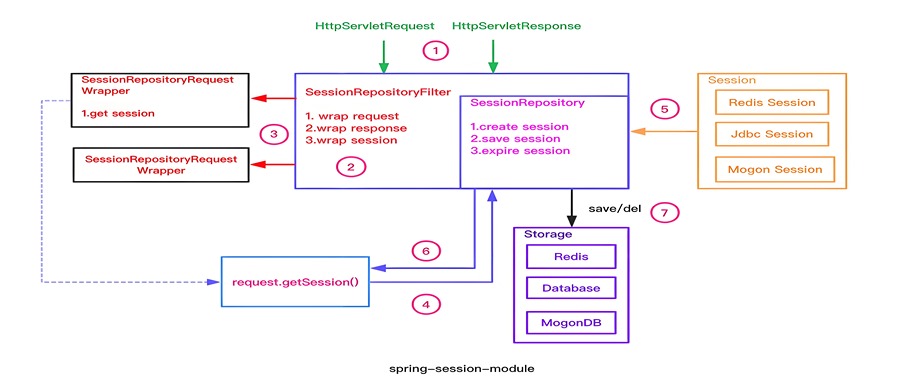 HttpServletRequest HttpServletResponse
1
SessionRepositoryRequest
Wrapper
1.get session
SessionRepositoryFilter
1. wrap request
2.wrap response
3.wrap session
2
SessionRepository
1.create session
2.save session
3.expire session
3
SessionRepositoryRequest
Wrapper
5
Session
Redis Session
Jdbc Session
Mogon Session
save/del
7
Storage
Redis
Database
MogonDB
6
request.getSession()
4
spring-session-module